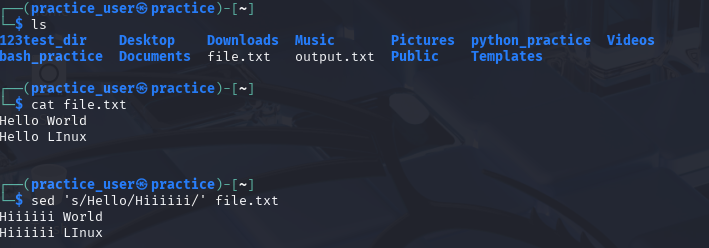 ┌──(practice_user㉿practice)-[~]
└─$ ls
123test_dir    Desktop    Downloads  Music       Pictures  python_practice  Videos
bash_practice  Documents  file.txt   output.txt  Public    Templates
┌──(practice_user㉿practice)-[~]
└─$ cat file.txt
Hello World
Hello LInux
┌──(practice_user㉿practice)-[~]
└─$ sed 's/Hello/Hiiiiii/' file.txt
Hiiiiii World
Hiiiiii LInux